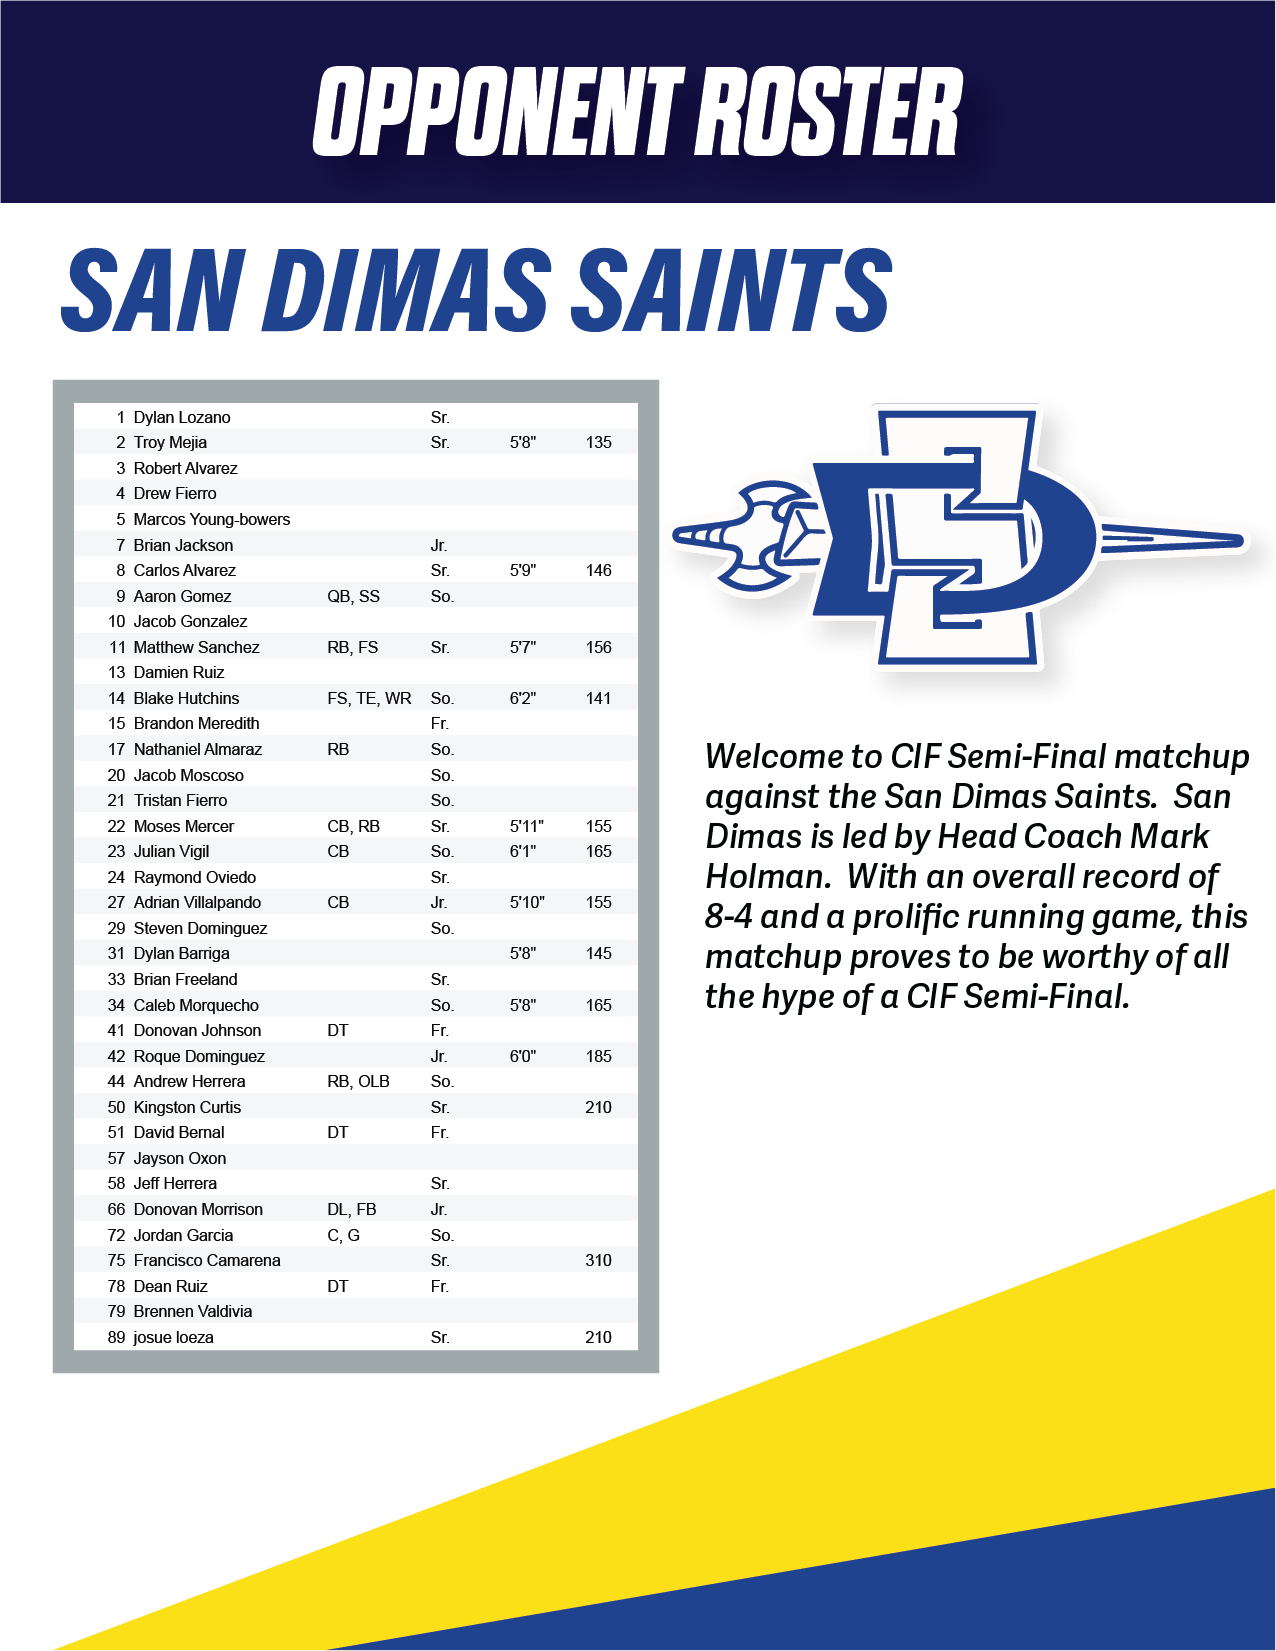 OPPONENT ROSTER
SAN DIMAS SAINTS
1 Dylan Lozano Sr.
2 Troy Mejia Sr. 5'8" 135
3 Robert Alvarez
4 Drew Fierro
5 Marcos Young-bowers
7 Brian Jackson Jr.
8 Carlos Alvarez Sr. 5'9" 146
9 Aaron Gomez QB, SS So.
10 Jacob Gonzalez
11 Matthew Sanchez RB, FS Sr. 5'7" 156
13 Damien Ruiz
14 Blake Hutchins FS, TE, WR So. 6'2" 141
15 Brandon Meredith Fr.
17 Nathaniel Almaraz RB So.
20 Jacob Moscoso So.
21 Tristan Fierro So.
22 Moses Mercer CB, RB Sr. 5'11" 155
23 Julian Vigil CB So. 6'1" 165
24 Raymond Oviedo Sr.
27 Adrian Villalpando CB Jr. 5'10" 155
29 Steven Dominguez So.
31 Dylan Barriga 5'8" 145
33 Brian Freeland Sr.
34 Caleb Morquecho So. 5'8" 165
41 Donovan Johnson DT Fr.
42 Roque Dominguez Jr. 6'0" 185
44 Andrew Herrera RB, OLB So.
50 Kingston Curtis Sr. 210
51 David Bernal DT Fr.
57 Jayson Oxon
58 Jeff Herrera Sr.
66 Donovan Morrison DL, FB Jr.
72 Jordan Garcia C, G So.
75 Francisco Camarena Sr. 310
78 Dean Ruiz DT Fr.
79 Brennen Valdivia
89 josue loeza Sr. 210
Welcome to CIF Semi-Final matchup
against the San Dimas Saints. San
Dimas is led by Head Coach Mark
Holman. With an overall record of
8-4 and a prolific running game, this
matchup proves to be worthy of all
the hype of a CIF Semi-Final.